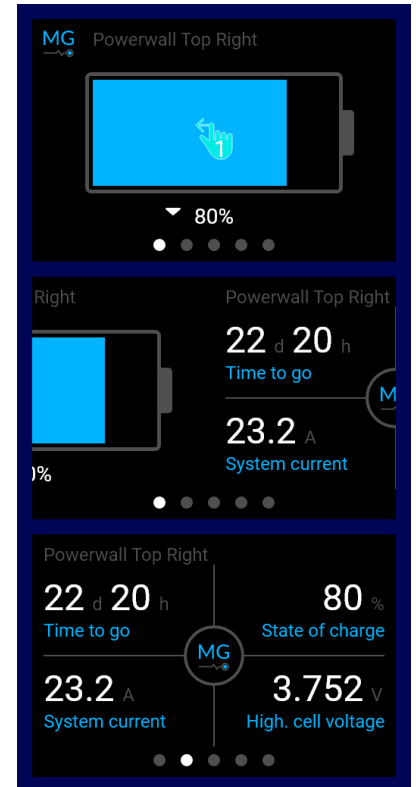 MG Powerwall Top Right
1
80%
Right Powerwall Top Right
22 d 20 h
Time to go
M
23.2 A
0% System current
Powerwall Top Right
22 d 20 h 80 %
Time to go State of charge
MG
23.2 A 3.752 V
System current High. cell voltage